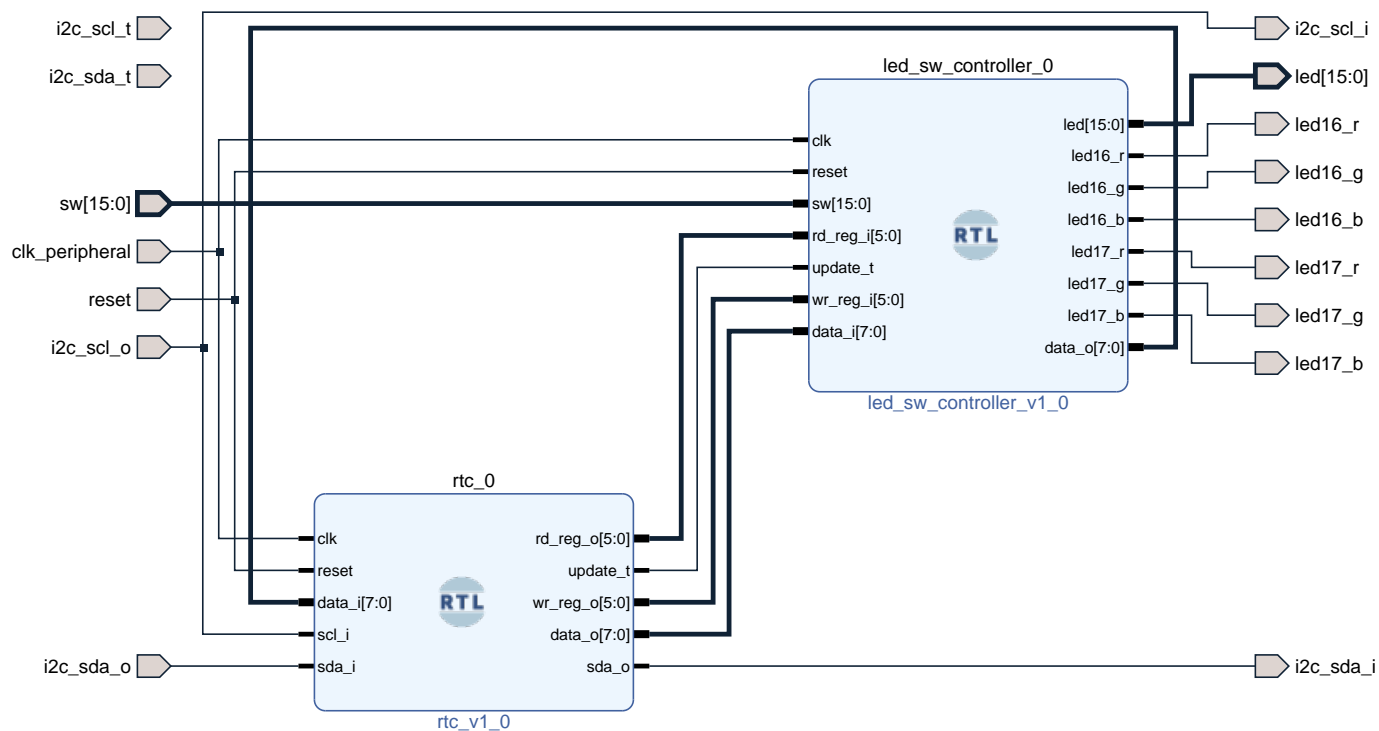 i2c_scl_t
i2c_sda_t
sw[15:0]
clk_peripheral
reset
i2c_scl_o
i2c_sda_o
led_sw_controller_0
clk
reset
sw[15:0]
rd_reg_i[5:0]
update_t
wr_reg_i[5:0]
data_i[7:0]
RTL
led[15:0]
led16_r
led16_g
led16_b
led17_r
led17_g
led17_b
data_o[7:0]
led_sw_controller_v1_0
rtc_0
clk
reset
data_i[7:0]
scl_i
sda_i
RTL
rd_reg_o[5:0]
update_t
wr_reg_o[5:0]
data_o[7:0]
sda_o
rtc_v1_0
i2c_scl_i
led[15:0]
led16_r
led16_g
led16_b
led17_r
led17_g
led17_b
i2c_sda_i